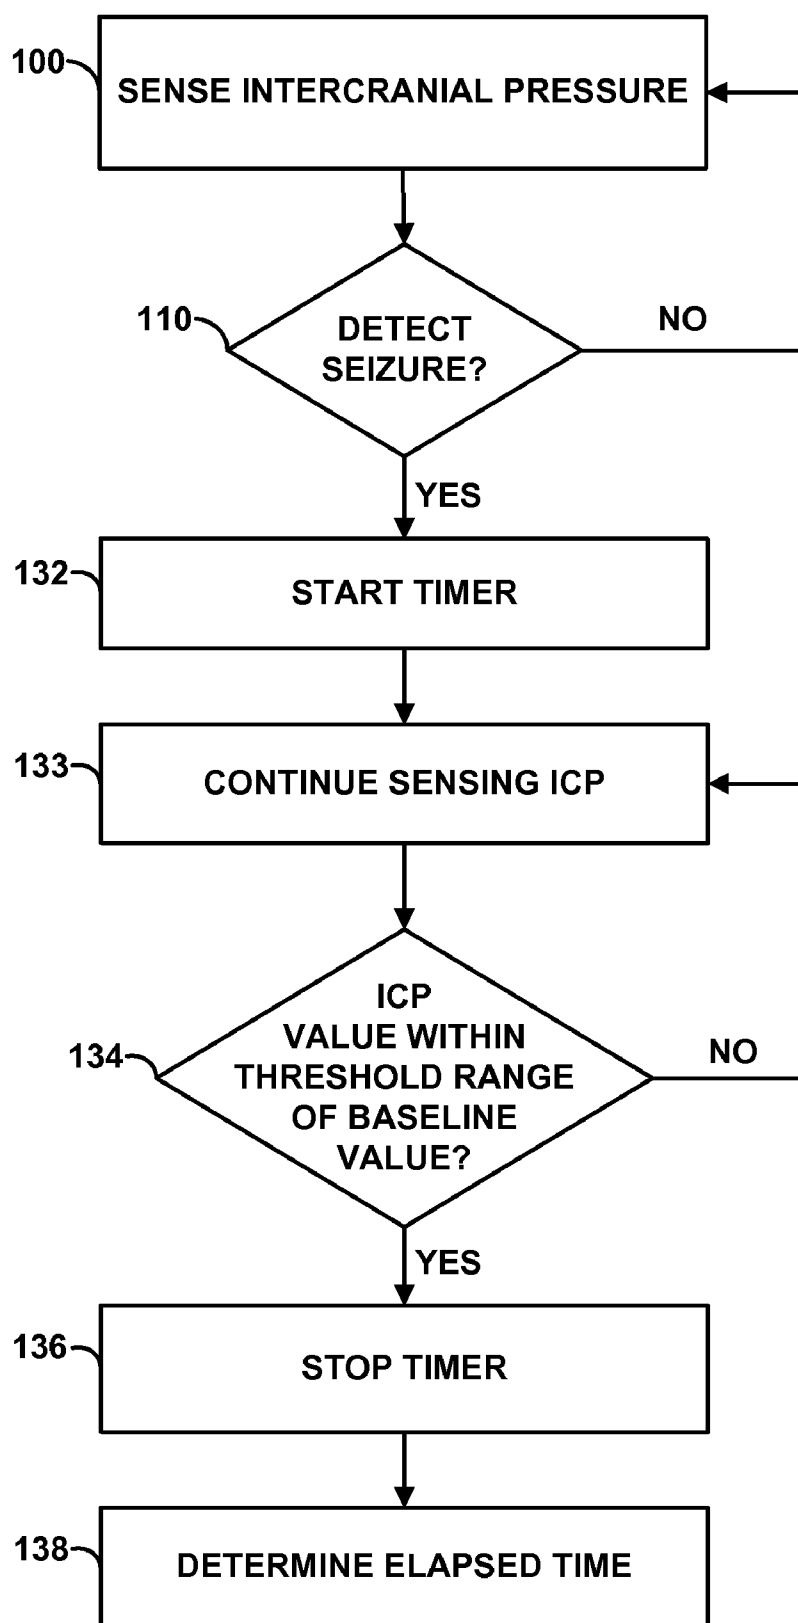 100
SENSE INTERCRANIAL PRESSURE
110
DETECT
SEIZURE?
NO
YES
132
START TIMER
133
CONTINUE SENSING ICP
134
ICP
VALUE WITHIN
THRESHOLD RANGE
OF BASELINE
VALUE?
NO
YES
136
STOP TIMER
138
DETERMINE ELAPSED TIME